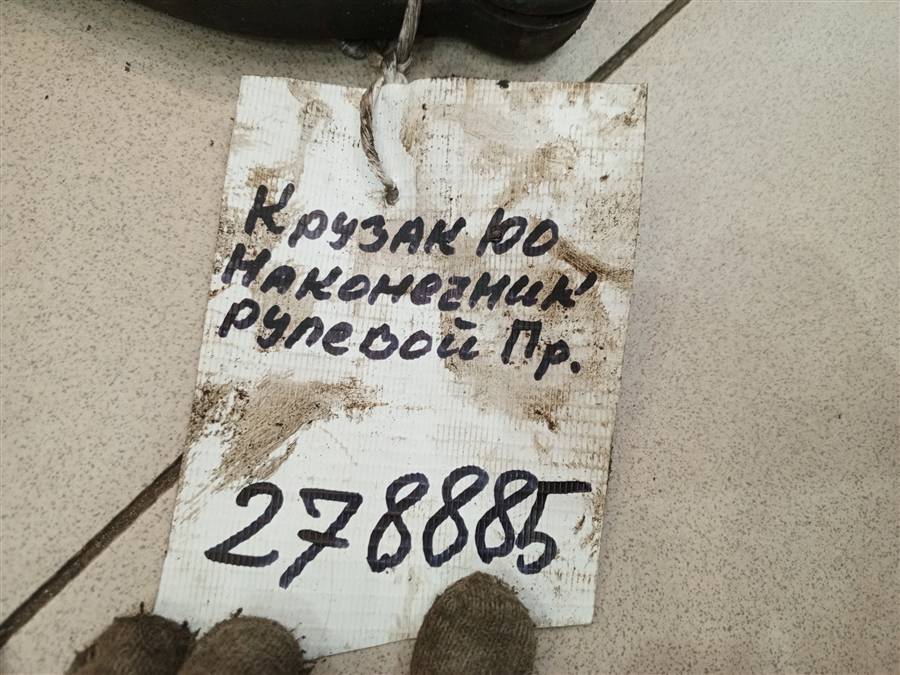 Крузак 100
Наконечник
рулевой Пр.
278885